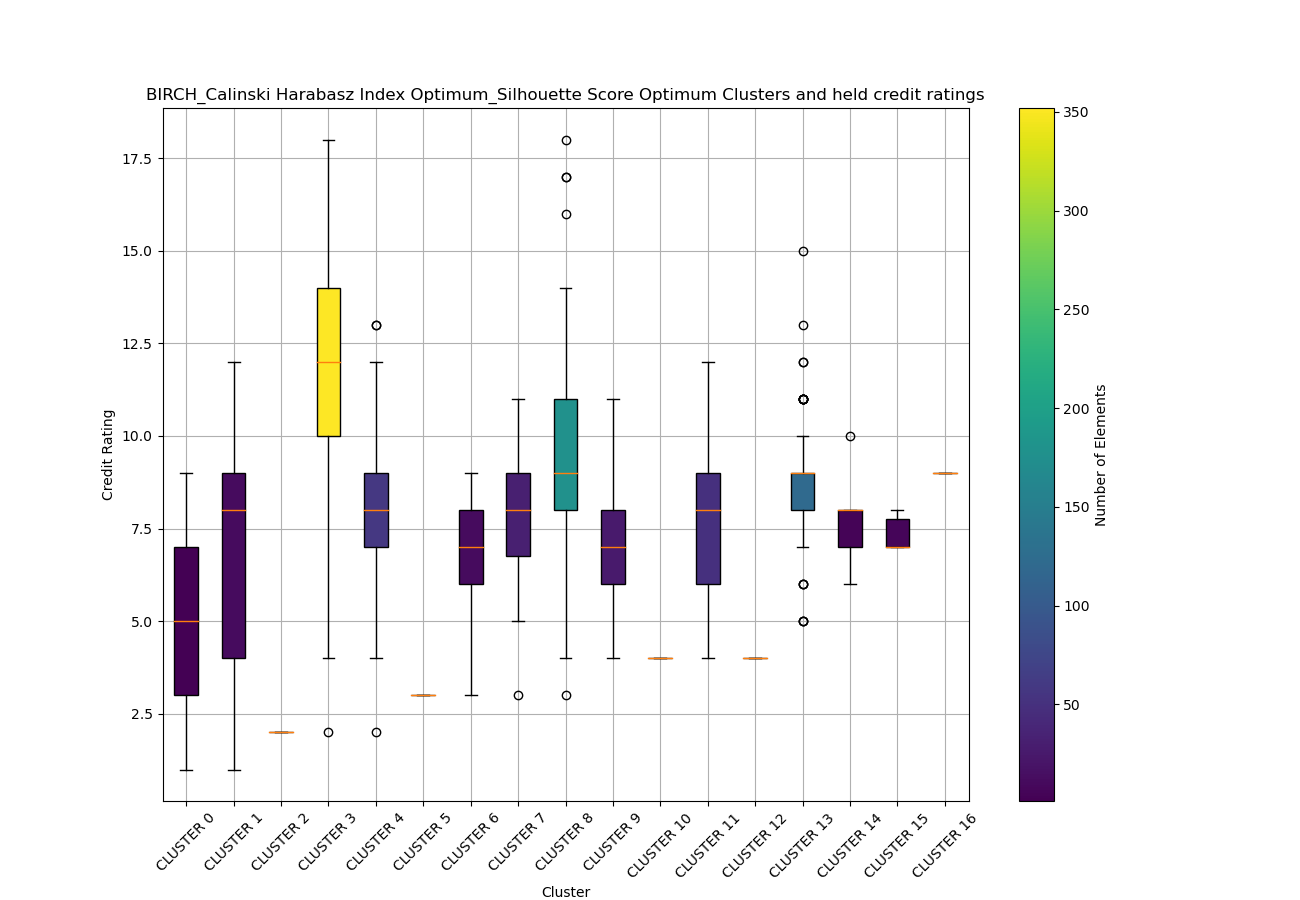 BIRCH_Calinski Harabasz Index Optimum_Silhouette Score Optimum Clusters and held credit ratings
Credit Rating
17.5
15.0
12.5
10.0
7.5
5.0
2.5
CLUSTER 0
CLUSTER 1
CLUSTER 2
CLUSTER 3
CLUSTER 4
CLUSTER 5
CLUSTER 6
CLUSTER 7
CLUSTER 8
CLUSTER 9
CLUSTER 10
CLUSTER 11
CLUSTER 12
CLUSTER 13
CLUSTER 14
CLUSTER 15
CLUSTER 16
Cluster
350
300
250
200
150
100
50
Number of Elements